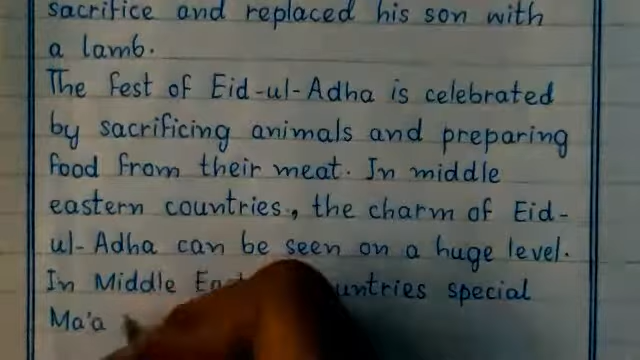 sacrifice and replaced his son with
a lamb.
The fest of Eid-ul-Adha is celebrated
by sacrificing animals and preparing
food from their meat. In middle
eastern countries, the charm of Eid-
ul-Adha can be seen on a huge level.
In Middle special
Ma'a